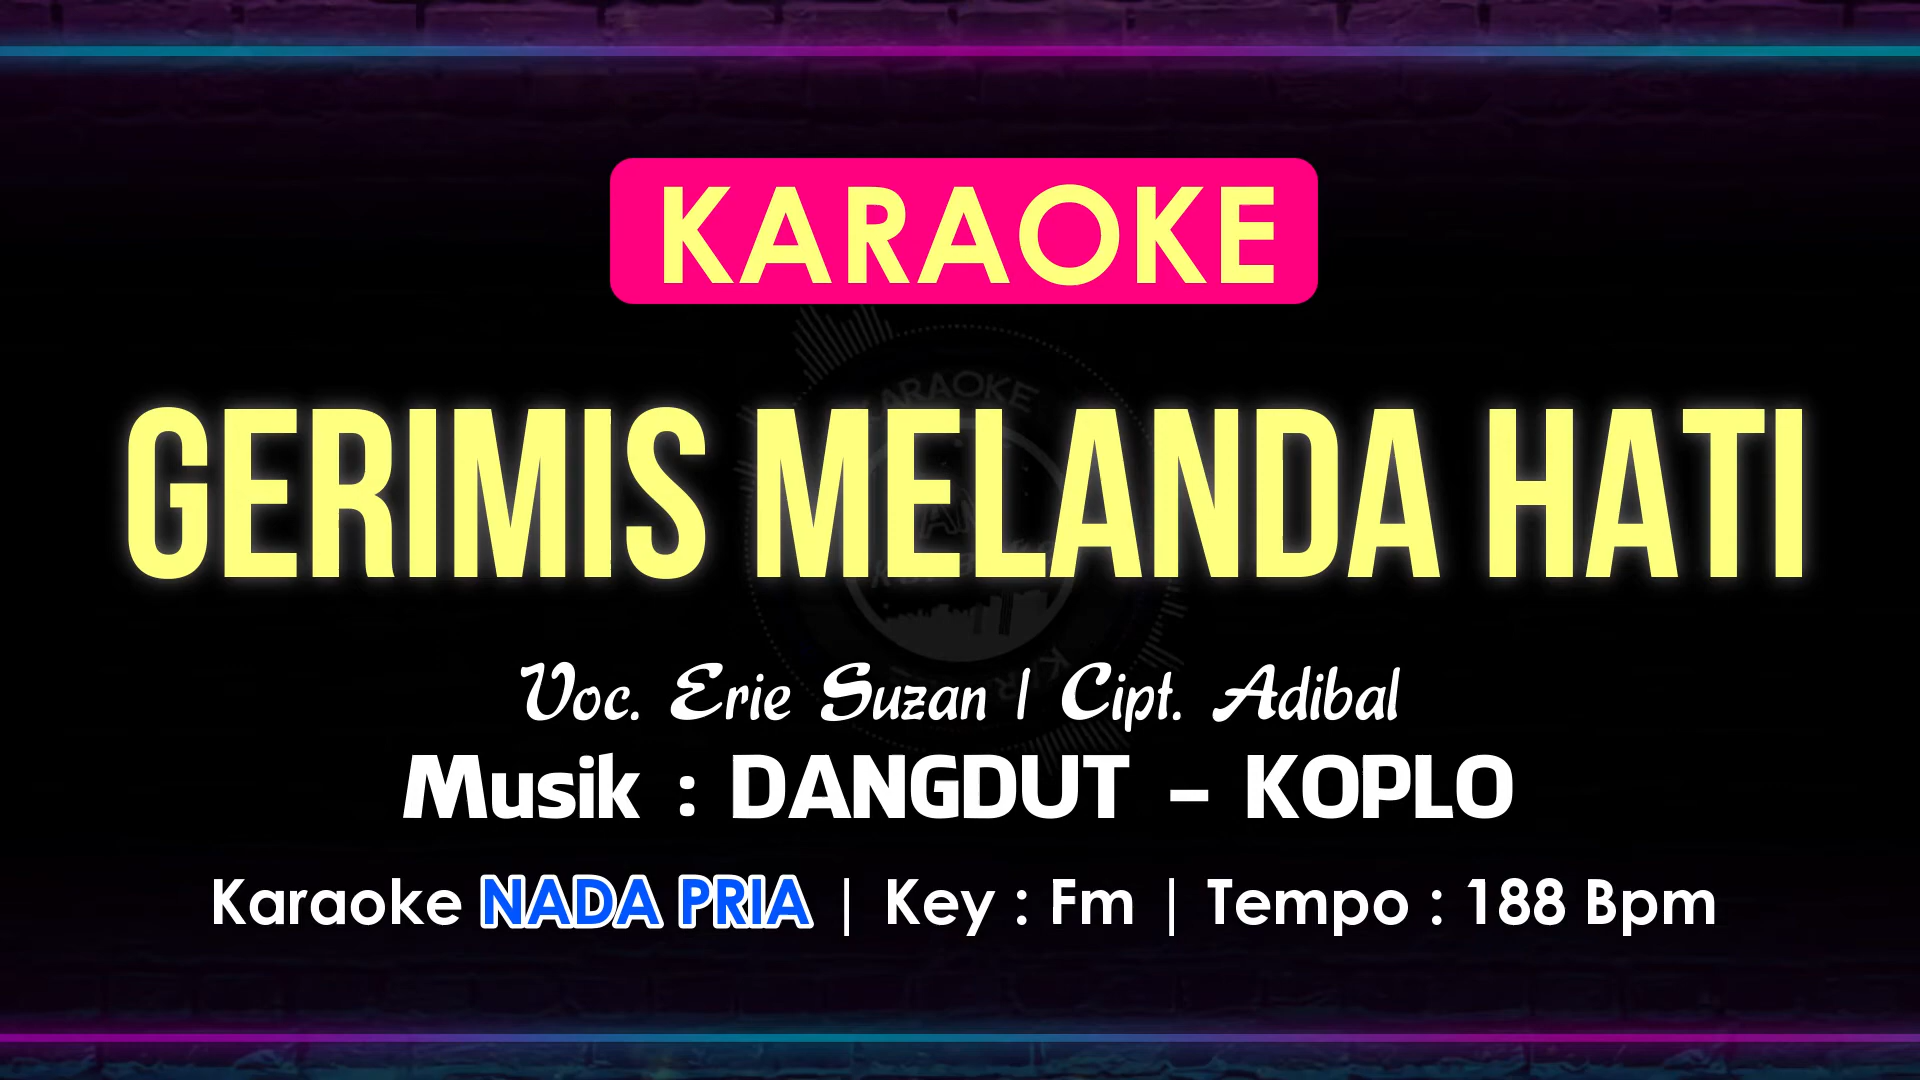 KARAOKE
GERIMIS MELANDA HATI
Voc. Erie Suzan | Cipt. Adibal
Musik : DANGDUT - KOPLO
Karaoke NADA PRIA | Key : Fm | Tempo : 188 Bpm
KARAOKE